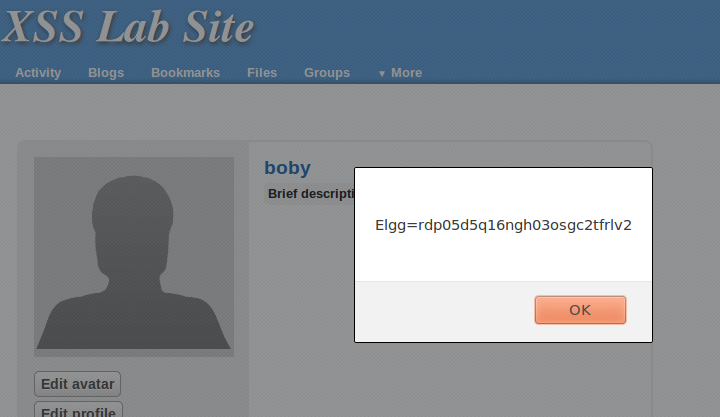 XSS Lab Site
Activity Blogs Bookmarks Files Groups ▼ More
boby
Brief descripti
Elgg=rdp05d5q16ngh03osgc2tfrlv2
OK
Edit avatar
Edit profile